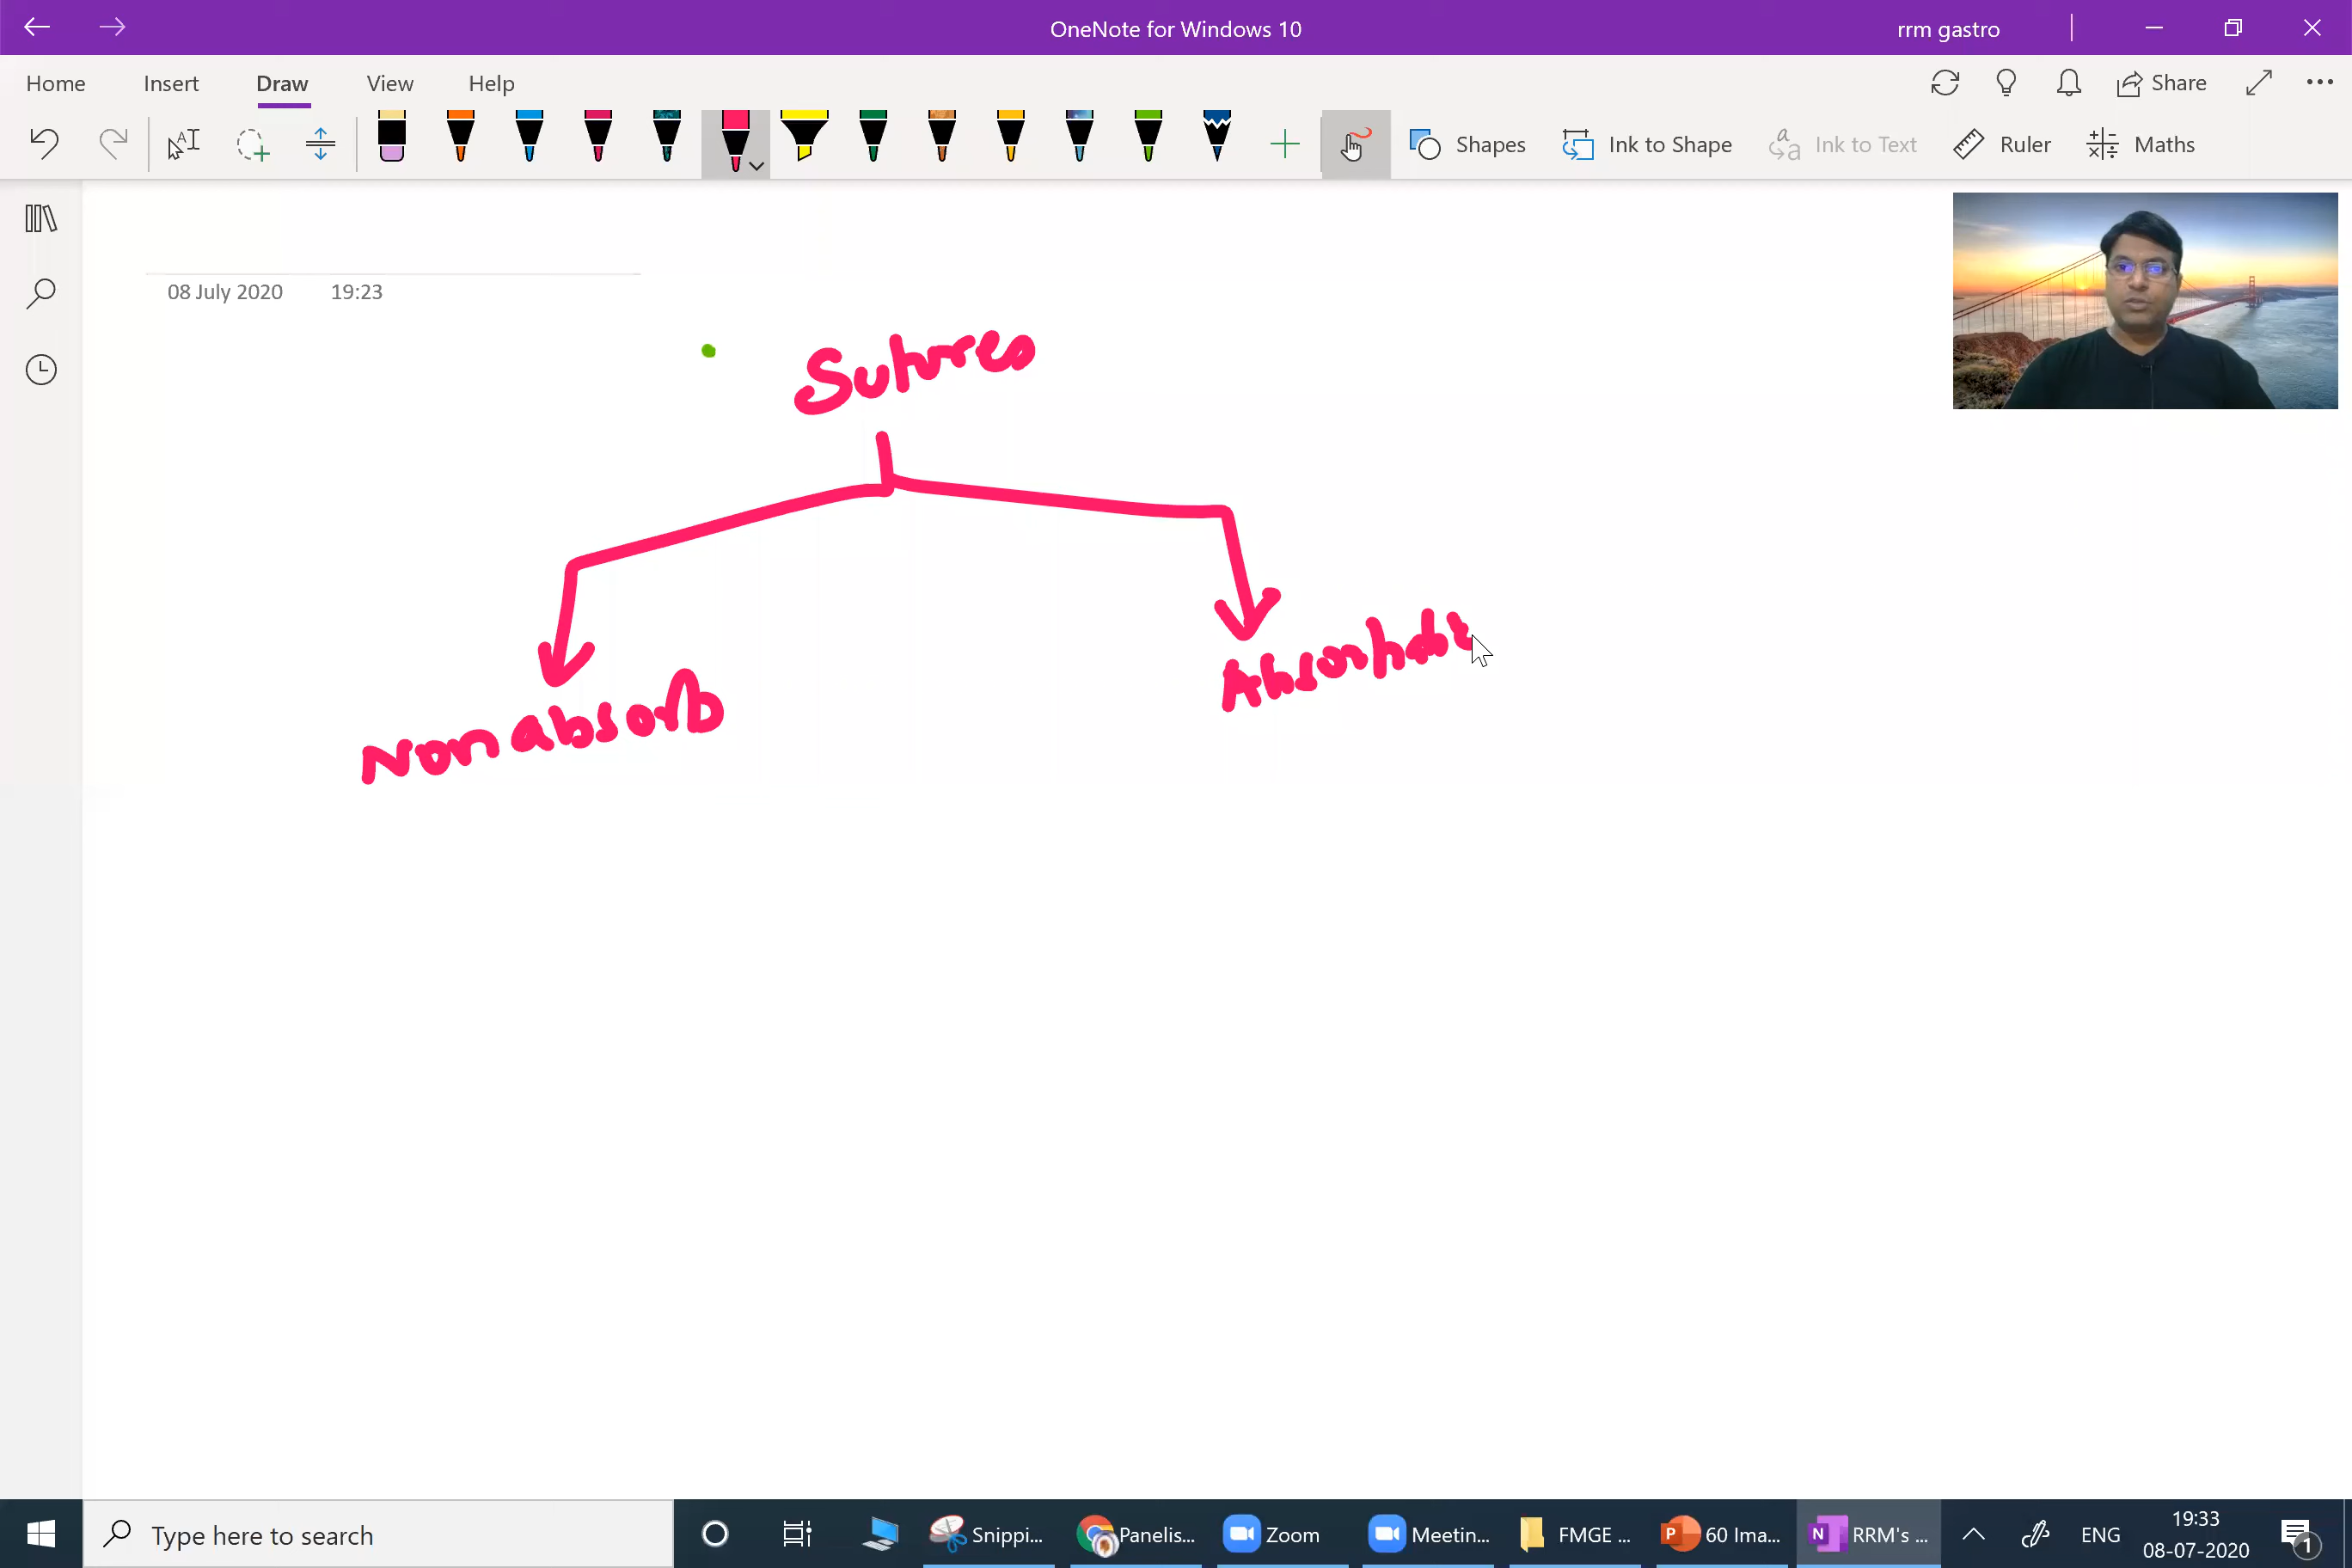 OneNote for Windows 10
rrm gastro
Home Insert Draw View Help
Share
Shapes Ink to Shape Ink to Text Ruler Maths
08 July 2020 19:23
Sutures
Non absorb
Type here to search
Snippi... Panelis... Zoom Meetin... FMGE ... 60 Ima... RRM's ...
ENG
19:33
08-07-2020
1